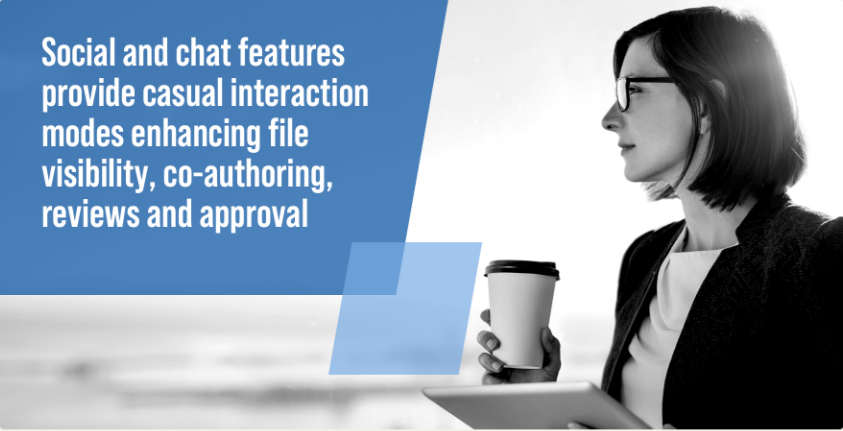 Social and chat features
provide casual interaction
modes enhancing file
visibility, co-authoring,
reviews and approval